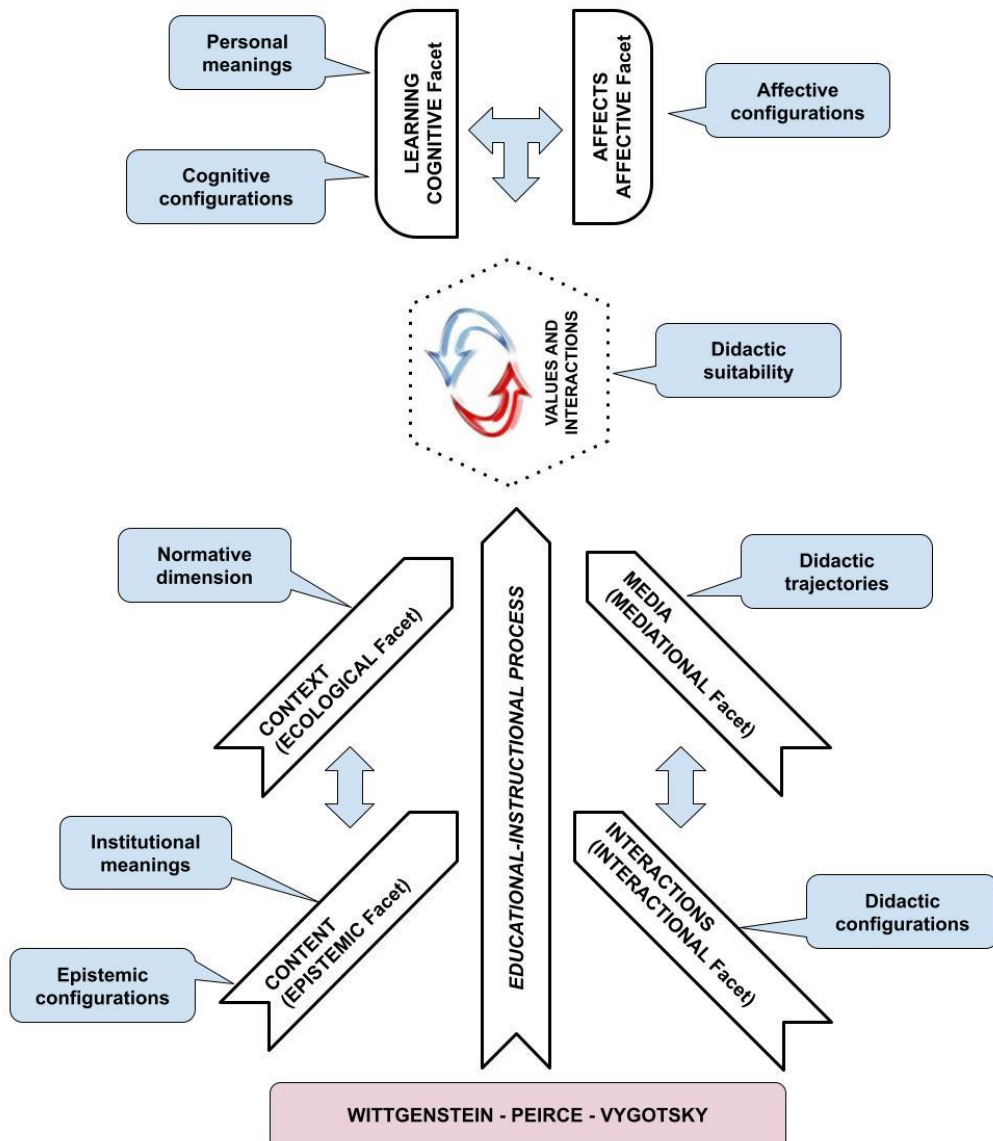 Personal
meanings
LEARNING
COGNITIVE Facet
AFFECTS
AFFECTIVE Facet
Affective
configurations
Cognitive
configurations
VALUES AND
INTERACTIONS
Didactic
suitability
Normative
dimension
CONTEXT
(ECOLOGICAL Facet)
EDUCATIONAL-INSTRUCTIONAL PROCESS
MEDIA
(MEDIATIONAL Facet)
Didactic
trajectories
Institutional
meanings
CONTENT
(EPISTEMIC Facet)
INTERACTIONS
(INTERACTIONAL Facet)
Didactic
configurations
Epistemic
configurations
WITTGENSTEIN - PEIRCE - VYGOTSKY